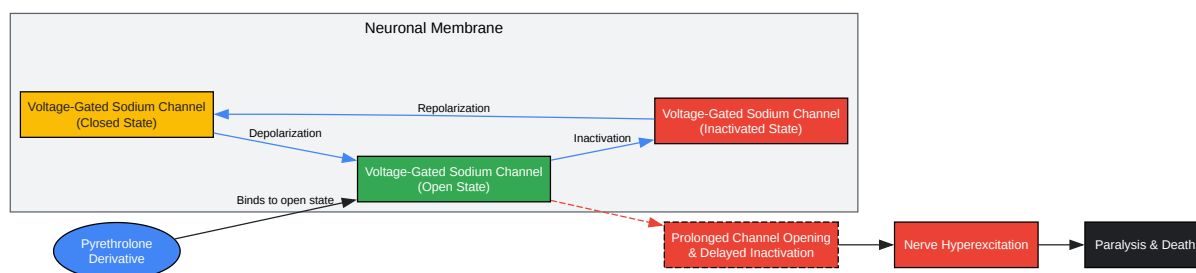 Neuronal Membrane
Voltage-Gated Sodium Channel
(Closed State)
Repolarization
Voltage-Gated Sodium Channel
(Inactivated State)
Depolarization
Inactivation
Voltage-Gated Sodium Channel
(Open State)
Binds to open state
Pyrethrolone
Derivative
Prolonged Channel Opening
& Delayed Inactivation
Nerve Hyperexcitation
Paralysis & Death